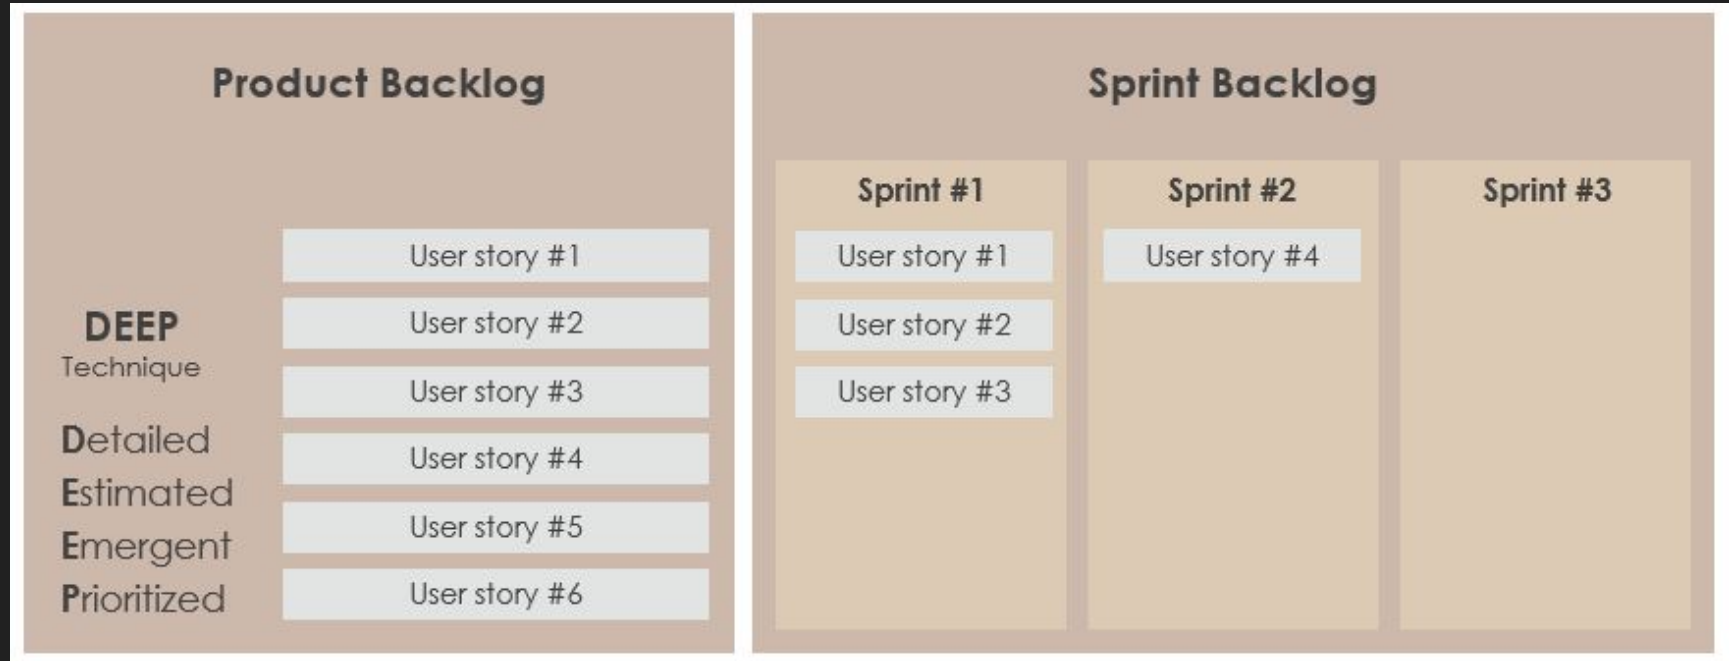 Product Backlog
DEEP
Technique
Detailed
Estimated
Emergent
Prioritized
User story #1
User story #2
User story #3
User story #4
User story #5
User story #6
Sprint Backlog
Sprint #1
User story #1
User story #2
User story #3
Sprint #2
User story #4
Sprint #3